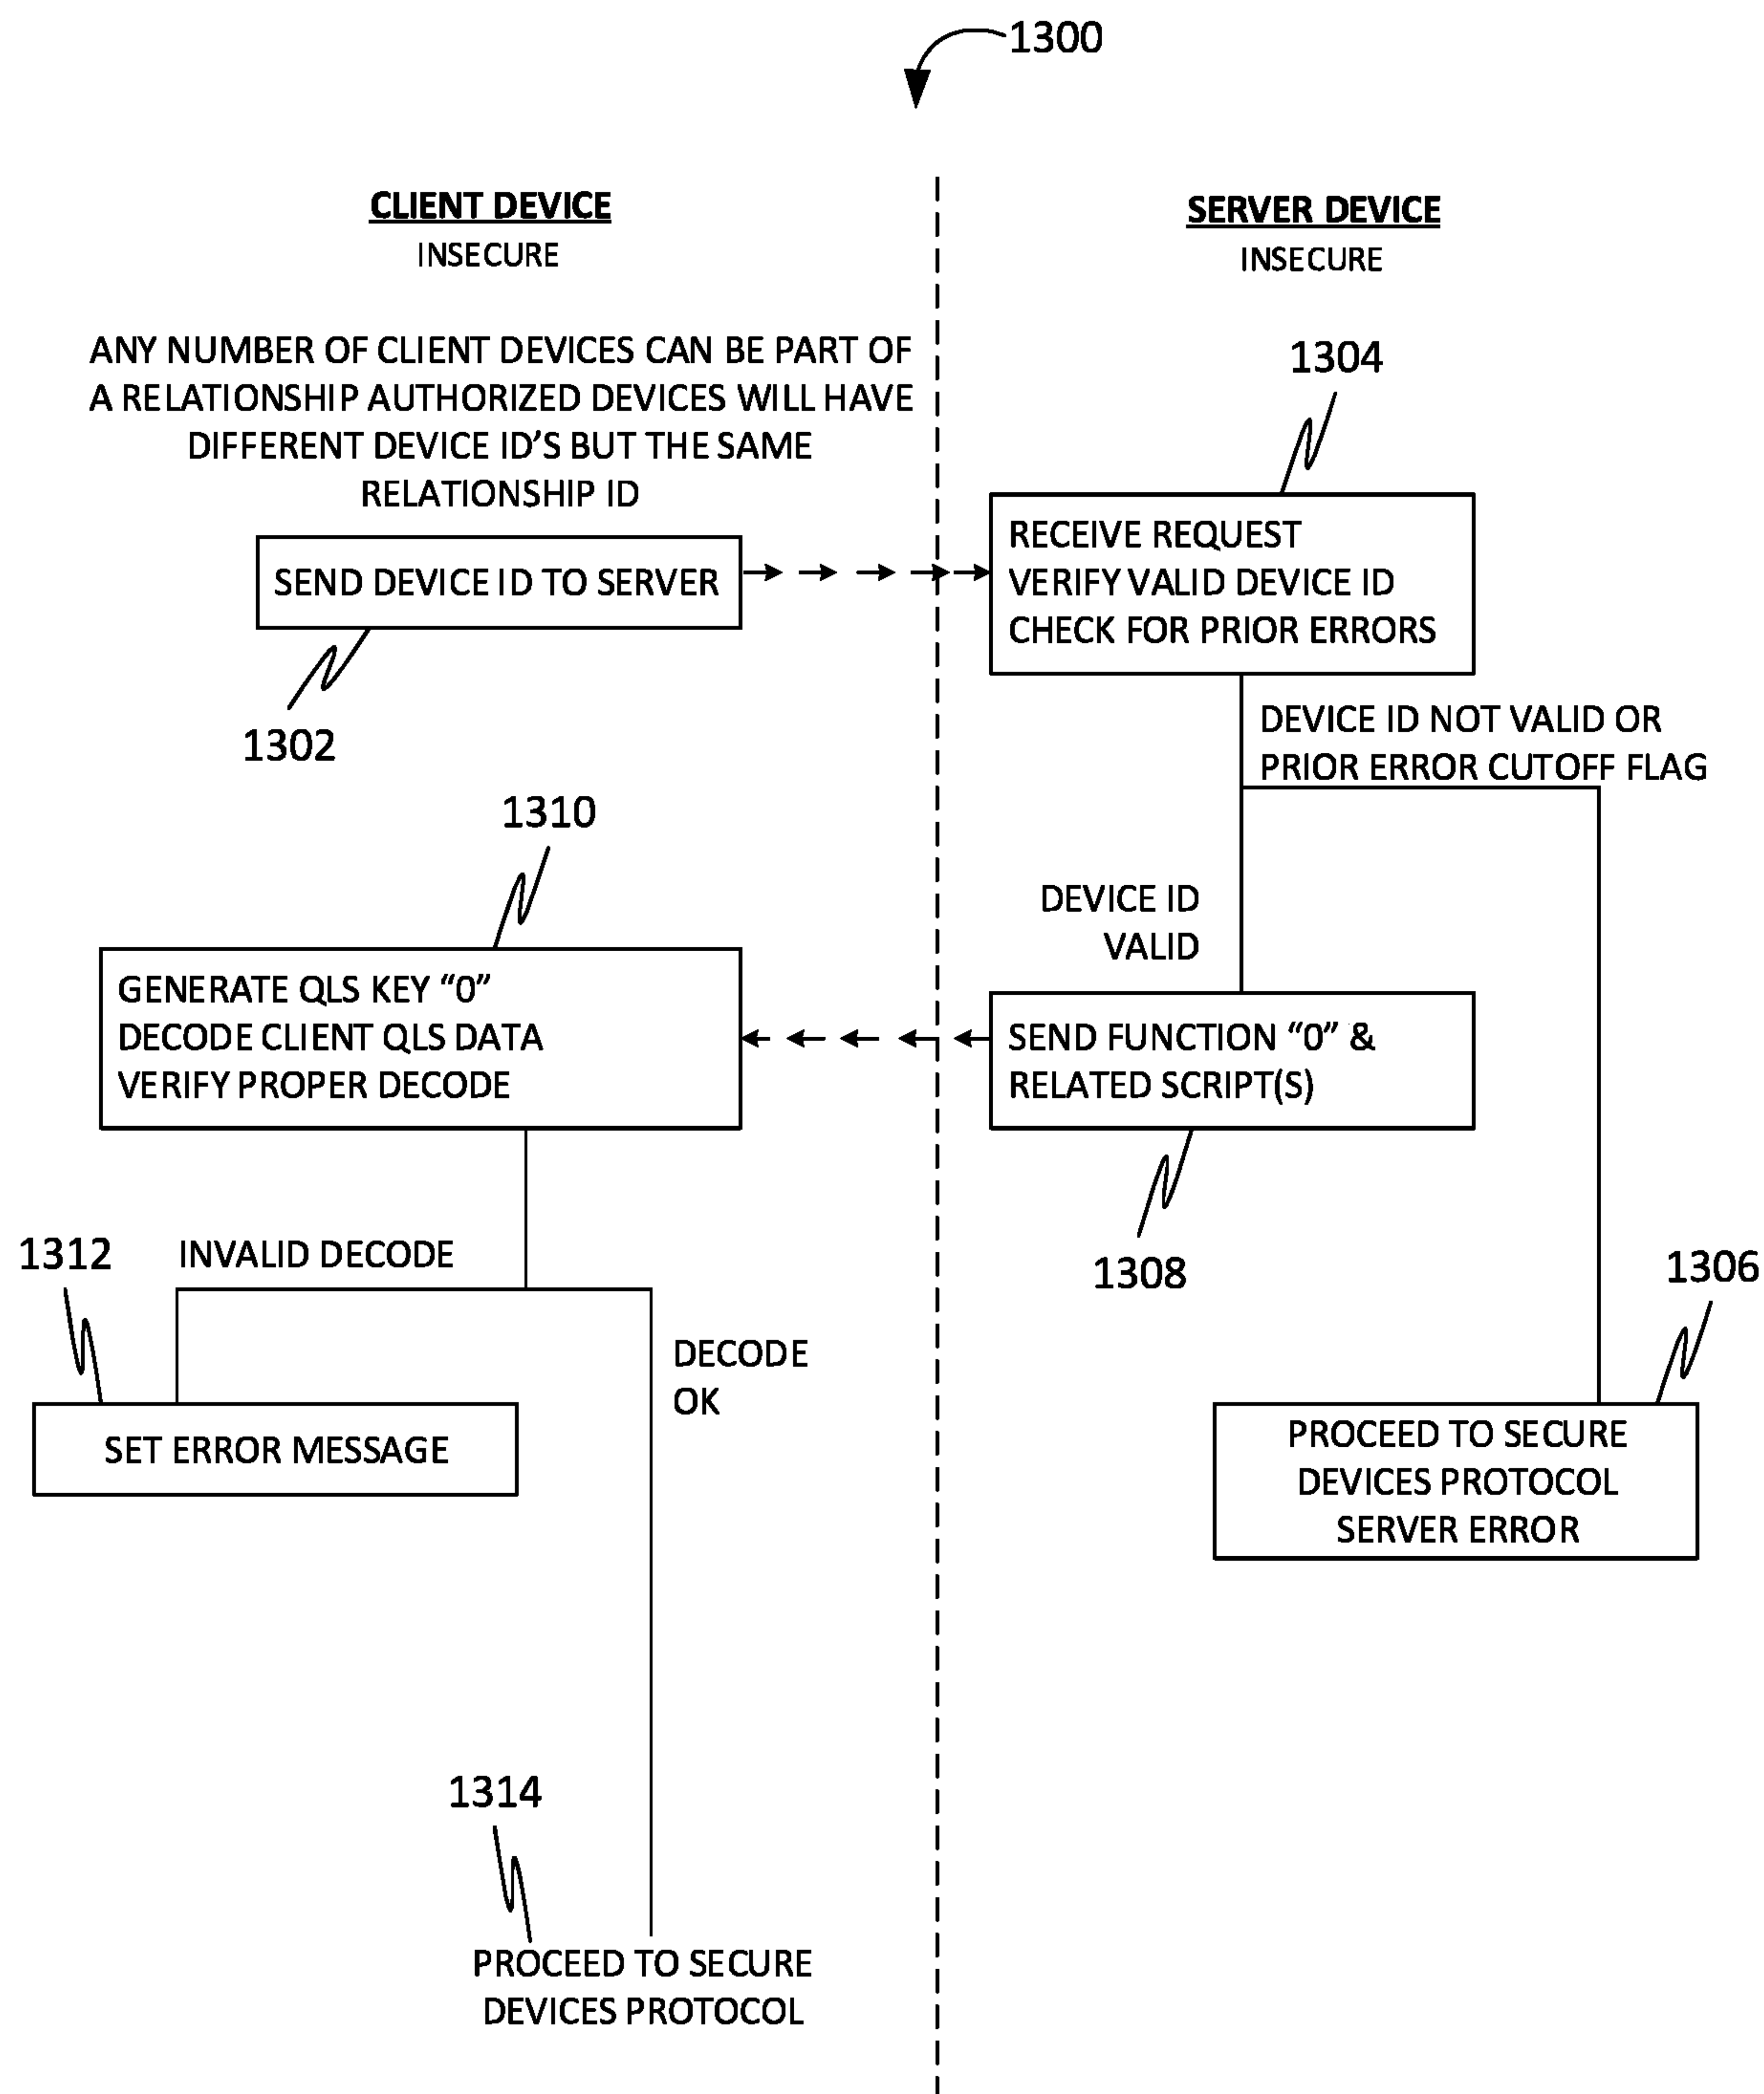 1300
CLIENT DEVICE
INSECURE
SERVER DEVICE
INSECURE
ANY NUMBER OF CLIENT DEVICES CAN BE PART OF
A RELATIONSHIP AUTHORIZED DEVICES WILL HAVE
DIFFERENT DEVICE ID’S BUT THE SAME
RELATIONSHIP ID
1304
SEND DEVICE ID TO SERVER
1302
RECEIVE REQUEST
VERIFY VALID DEVICE ID
CHECK FOR PRIOR ERRORS
DEVICE ID NOT VALID OR
PRIOR ERROR CUTOFF FLAG
DEVICE ID
VALID
1310
GENERATE QLS KEY “0”
DECODE CLIENT QLS DATA
VERIFY PROPER DECODE
SEND FUNCTION “0” &
RELATED SCRIPT(S)
1308
1312
INVALID DECODE
DECODE
OK
1306
SET ERROR MESSAGE
PROCEED TO SECURE
DEVICES PROTOCOL
SERVER ERROR
1314
PROCEED TO SECURE
DEVICES PROTOCOL